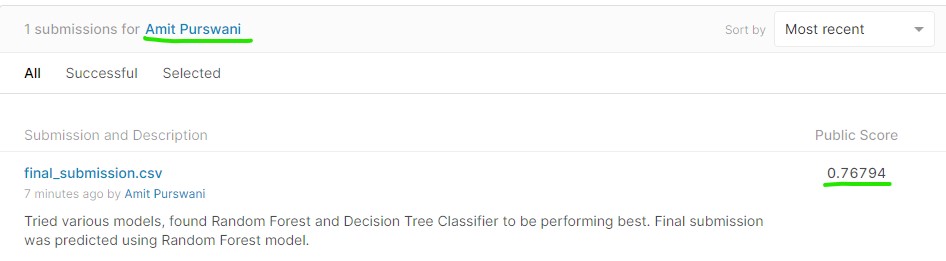 1 submissions for Amit Purswani
Sort by Most recent
All Successful Selected
Submission and Description Public Score
final_submission.csv 0.76794
7 minutes ago by Amit Purswani
Tried various models, found Random Forest and Decision Tree Classifier to be performing best. Final submission
was predicted using Random Forest model.